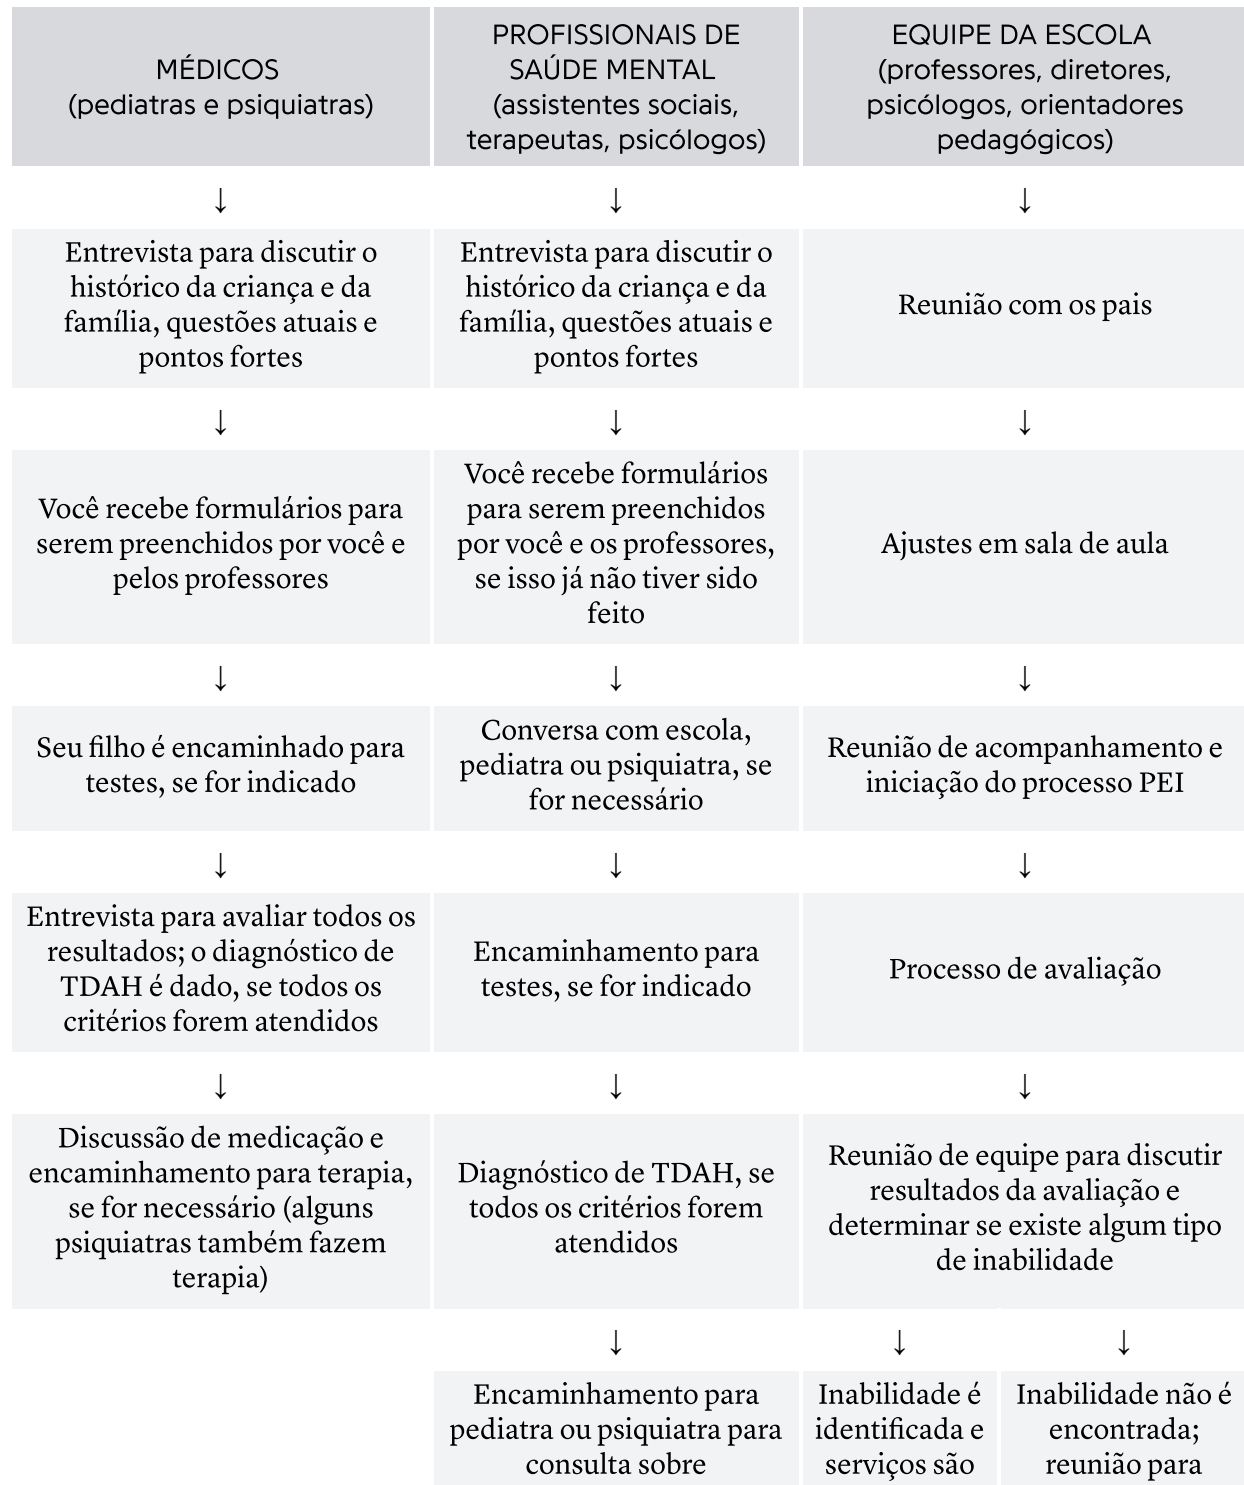 MÉDICOS
(pediatras e psiquiatras)
PROFISSIONAIS DE
SAÚDE MENTAL
(assistentes sociais,
terapeutas, psicólogos)
EQUIPE DA ESCOLA
(professores, diretores,
psicólogos, orientadores
pedagógicos)
↓
↓
↓
Entrevista para discutir o
histórico da criança e da
família, questões atuais e
pontos fortes
Entrevista para discutir o
histórico da criança e da
família, questões atuais e
pontos fortes
Reunião com os pais
↓
↓
↓
Você recebe formulários para
serem preenchidos por você e
pelos professores
Você recebe formulários
para serem preenchidos
por você e os professores,
se isso já não tiver sido
feito
Ajustes em sala de aula
↓
↓
↓
Seu filho é encaminhado para
testes, se for indicado
Conversa com escola,
pediatra ou psiquiatra, se
for necessário
Reunião de acompanhamento e
iniciação do processo PEI
↓
↓
↓
Entrevista para avaliar todos os
resultados; o diagnóstico de
TDAH é dado, se todos os
critérios forem atendidos
Encaminhamento para
testes, se for indicado
Processo de avaliação
↓
↓
↓
Discussão de medicação e
encaminhamento para terapia,
se for necessário (alguns
psiquiatras também fazem
terapia)
Diagnóstico de TDAH, se
todos os critérios forem
atendidos
Reunião de equipe para discutir
resultados da avaliação e
determinar se existe algum tipo
de inabilidade
↓
↓
↓
Encaminhamento para
pediatra ou psiquiatra para
consulta sobre
Inabilidade é
identificada e
serviços são
Inabilidade não é
encontrada;
reunião para